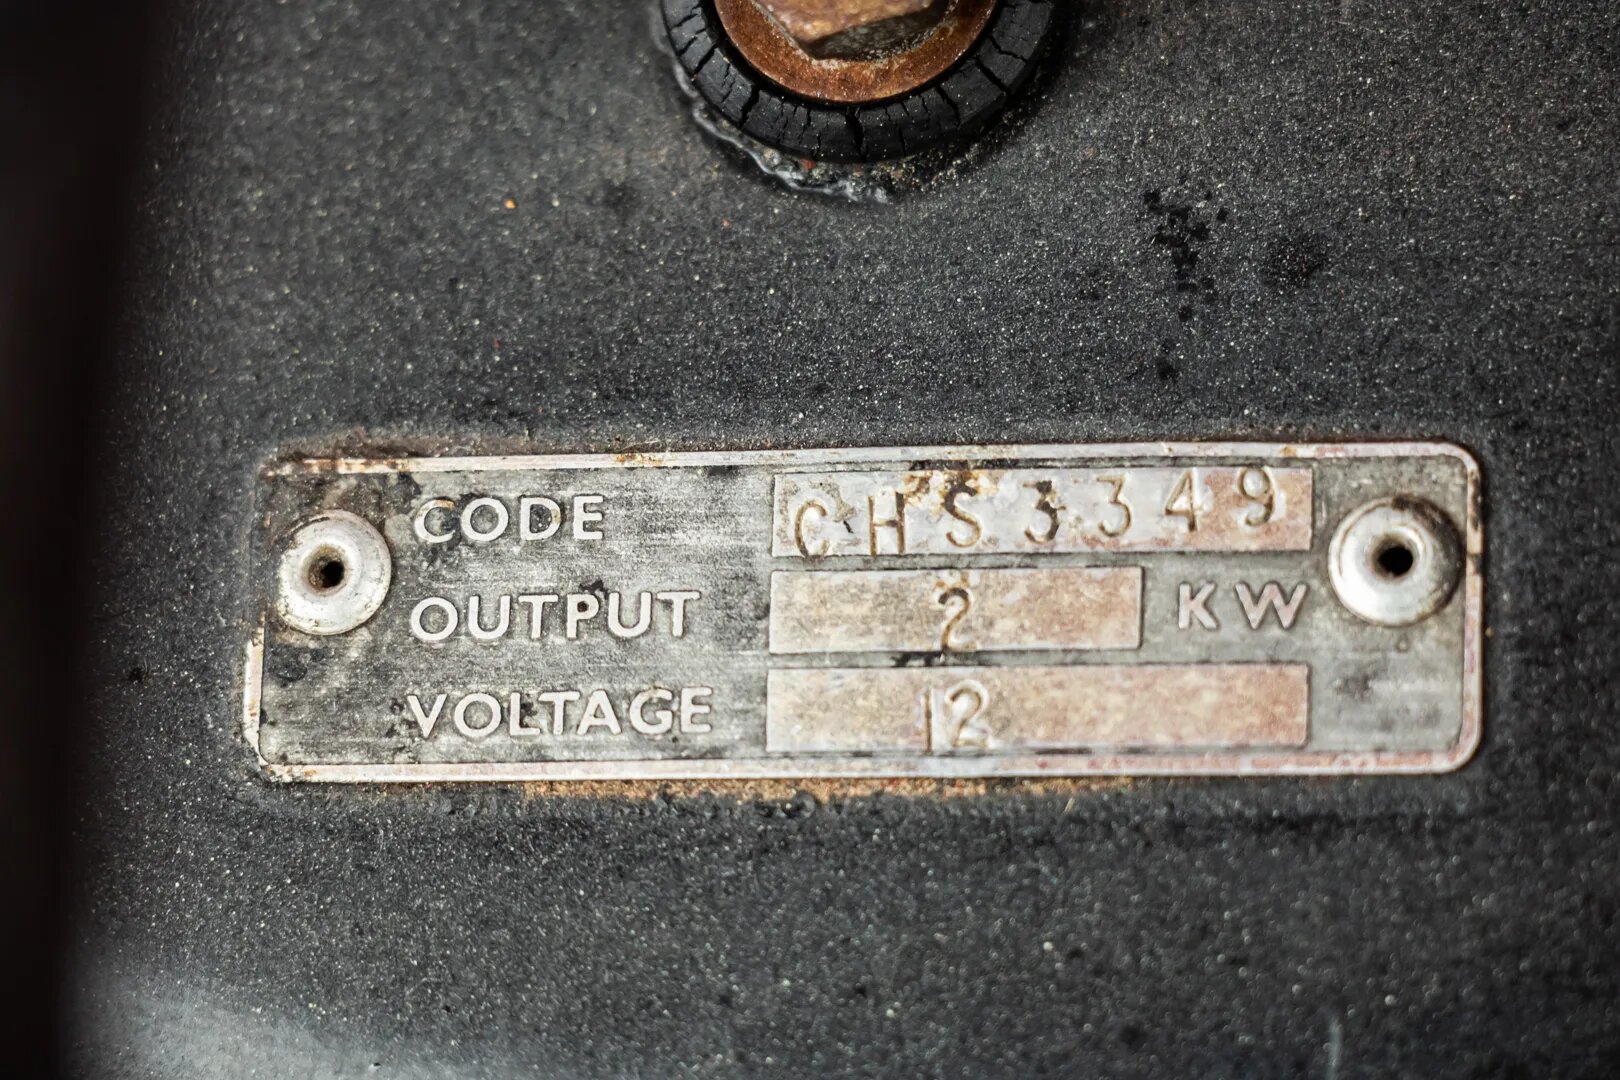 CODE CHS3349
OUTPUT 2 KW
VOLTAGE 12